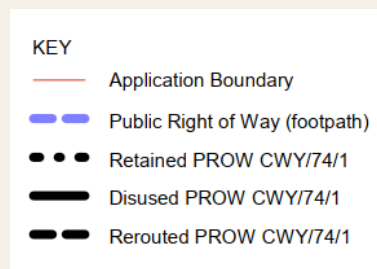 KEY
Application Boundary
Public Right of Way (footpath)
Retained PROW CWY/74/1
Disused PROW CWY/74/1
Rerouted PROW CWY/74/1